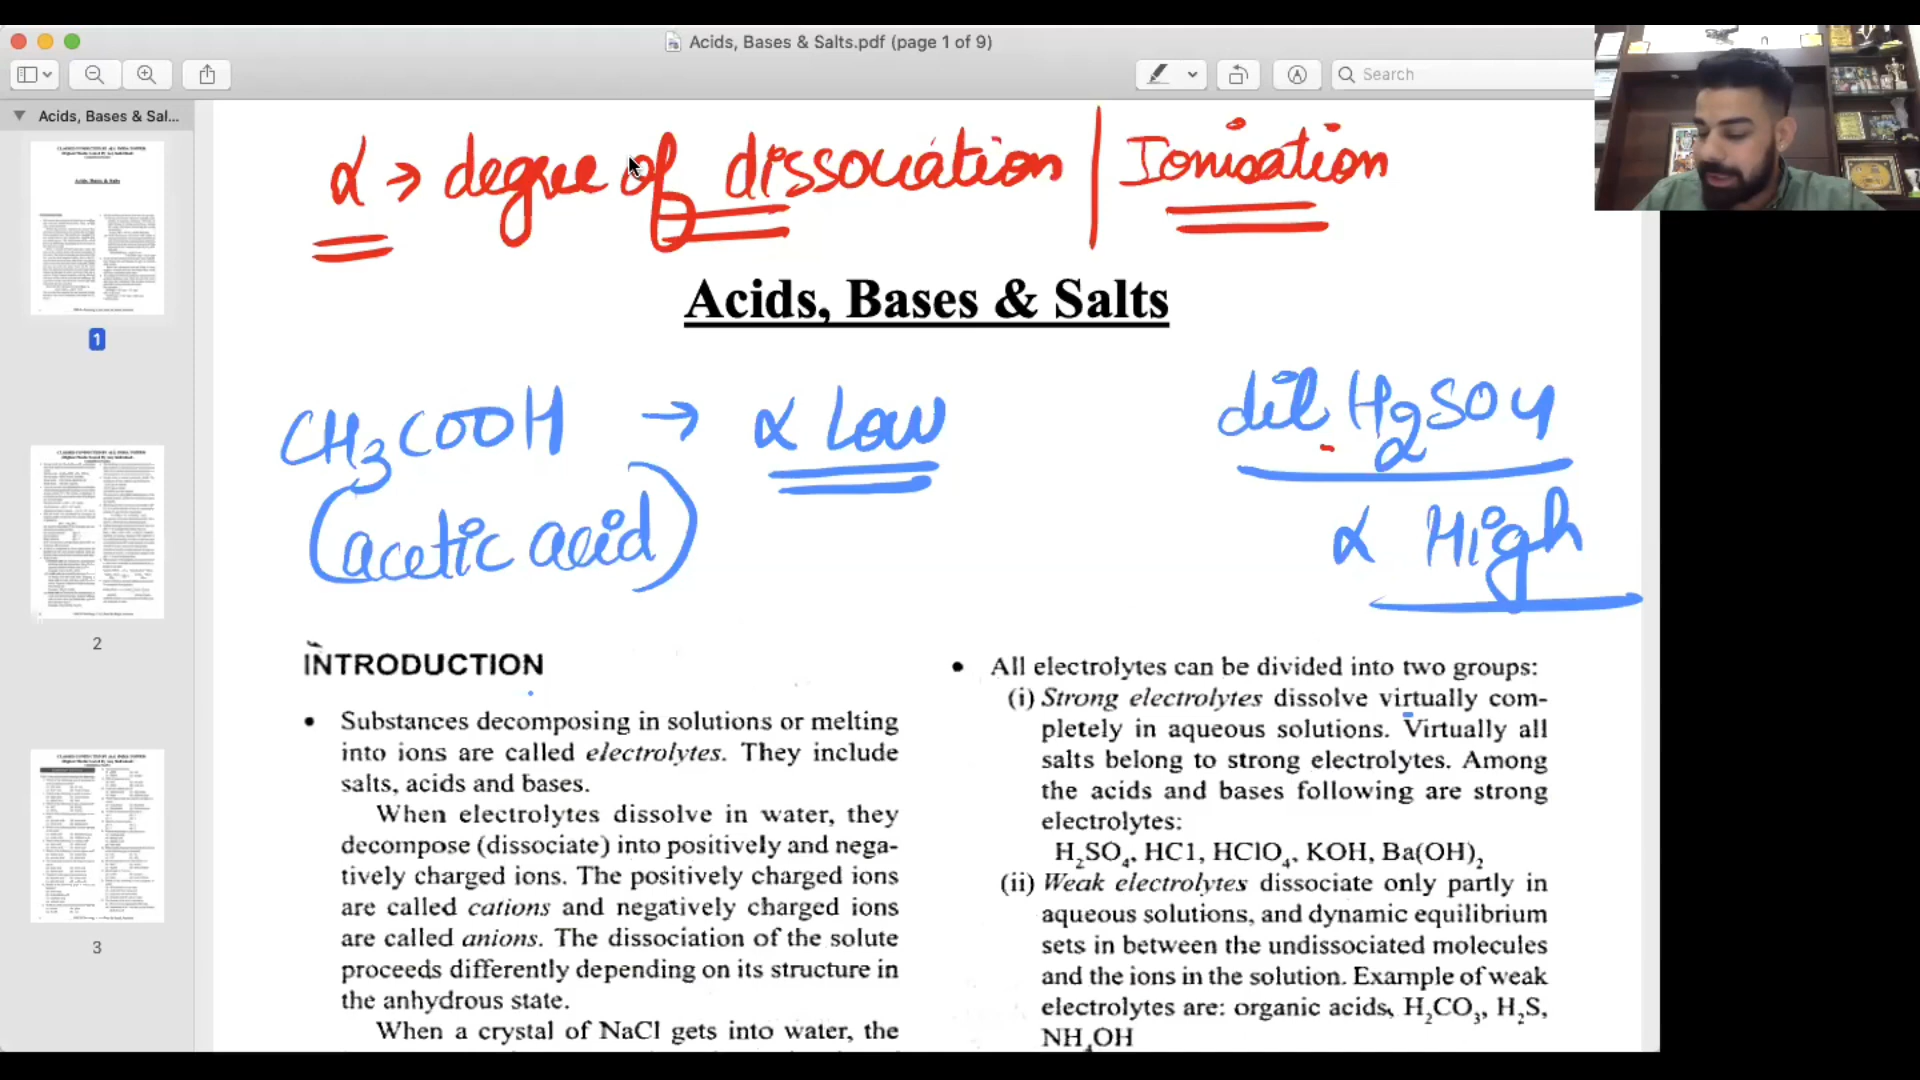 Acids, Bases & Salts.pdf (page 1 of 9)
Search
Acids, Bases & Sal...
1
2
3
α → degree of dissociation | Ionisation
Acids, Bases & Salts
CH3COOH → α Low
(acetic acid)
dil H2SO4
α High
INTRODUCTION
• Substances decomposing in solutions or melting
into ions are called electrolytes. They include
salts, acids and bases.
When electrolytes dissolve in water, they
decompose (dissociate) into positively and nega-
tively charged ions. The positively charged ions
are called cations and negatively charged ions
are called anions. The dissociation of the solute
proceeds differently depending on its structure in
the anhydrous state.
When a crystal of NaCl gets into water, the
• All electrolytes can be divided into two groups:
(i) Strong electrolytes dissolve virtually com-
pletely in aqueous solutions. Virtually all
salts belong to strong electrolytes. Among
the acids and bases following are strong
electrolytes:
H₂SO₄, HC1, HClO₄, KOH, Ba(OH)₂
(ii) Weak electrolytes dissociate only partly in
aqueous solutions, and dynamic equilibrium
sets in between the undissociated molecules
and the ions in the solution. Example of weak
electrolytes are: organic acids, H₂CO₃, H₂S,
NH₄OH